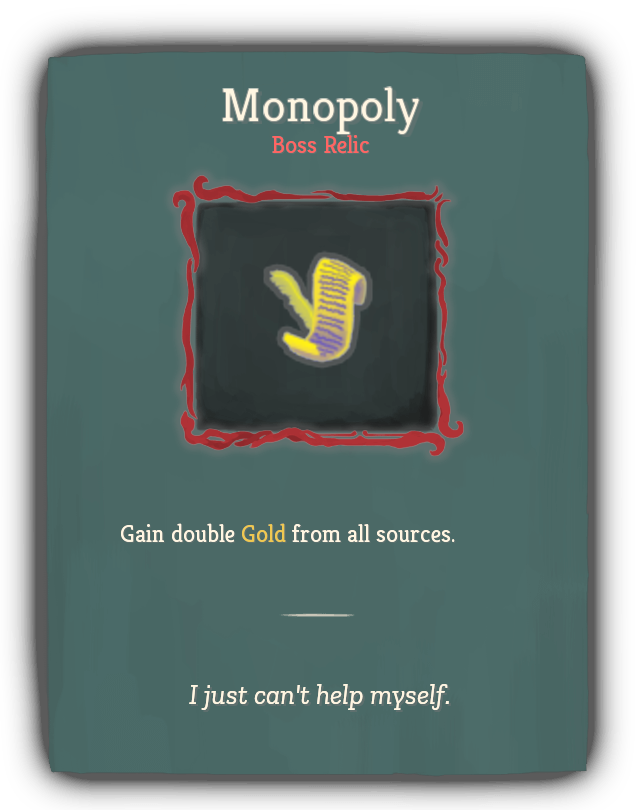 Monopoly
Boss Relic
Gain double Gold from all sources.
I just can't help myself.